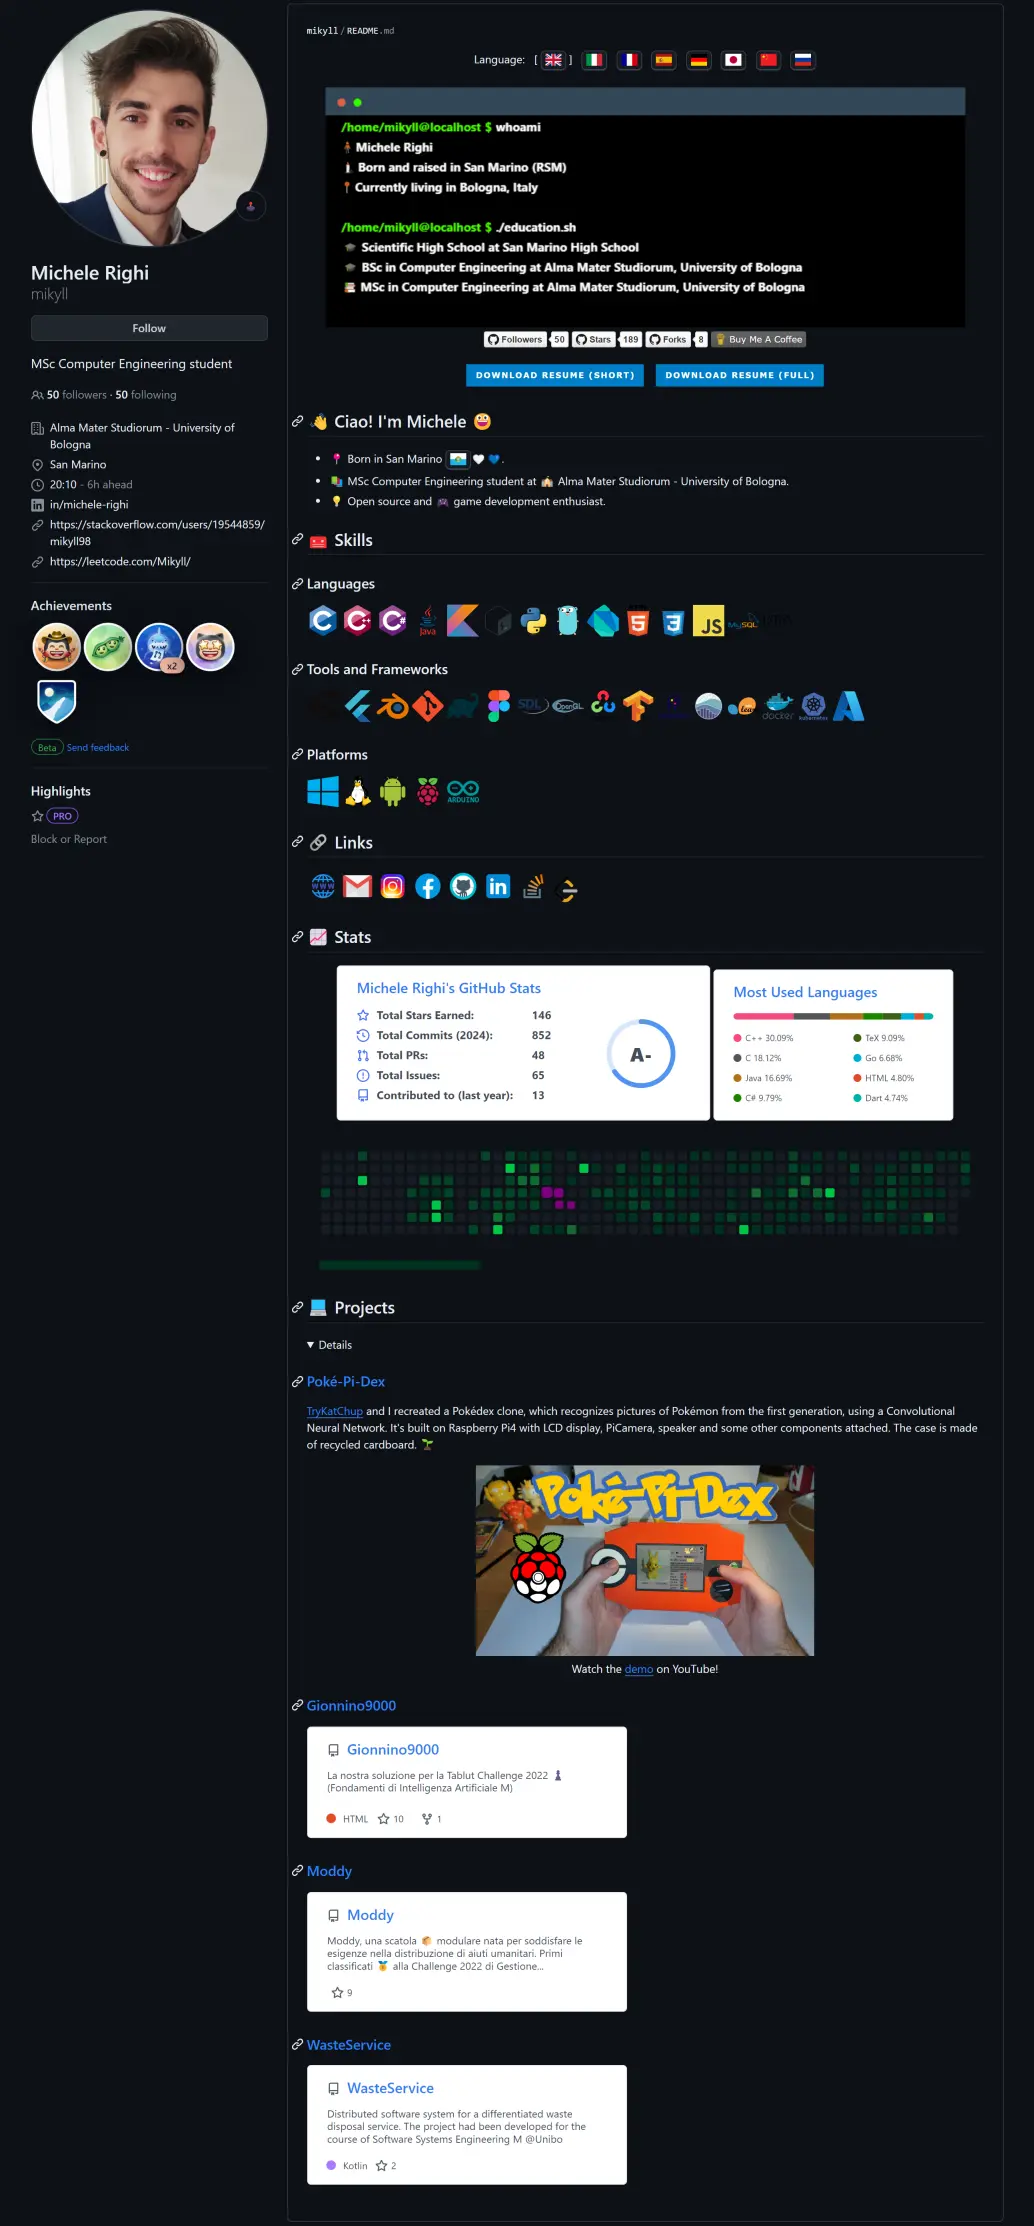 Michele Righi
mikyll
Follow
MSc Computer Engineering student
50 followers · 50 following
Alma Mater Studiorum - University of
Bologna
San Marino
20:10 - 6h ahead
in/michele-righi
https://stackoverflow.com/users/19544859/
mikyll98
https://leetcode.com/Mikyll/
Achievements
x2
Beta Send feedback
Highlights
PRO
Block or Report
mikyll/README.md
Language: [ ]
/home/mikyll@localhost $ whoami
Michele Righi
Born and raised in San Marino (RSM)
Currently living in Bologna, Italy
/home/mikyll@localhost $ ./education.sh
Scientific High School at San Marino High School
BSc in Computer Engineering at Alma Mater Studiorum, University of Bologna
MSc in Computer Engineering at Alma Mater Studiorum, University of Bologna
Followers 50 Stars 189 Forks 8 Buy Me A Coffee
DOWNLOAD RESUME (SHORT) DOWNLOAD RESUME (FULL)
Ciao! I'm Michele
Born in San Marino .
MSc Computer Engineering student at Alma Mater Studiorum - University of Bologna.
Open source and game development enthusiast.
Skills
Languages
C C++ C# Java 5 3 JS MySQL
Tools and Frameworks
SDL OpenGL docker kubernetes
Platforms
ARDUINO
Links
WWW in
Stats
Michele Righi's GitHub Stats
Total Stars Earned: 146
Total Commits (2024): 852
Total PRs: 48
Total Issues: 65
Contributed to (last year): 13
A-
Most Used Languages
C++ 30.09%
C 18.12%
Java 16.69%
C# 9.79%
TeX 9.09%
Go 6.68%
HTML 4.80%
Dart 4.74%
Projects
Details
Poké-Pi-Dex
TryKatChup and I recreated a Pokédex clone, which recognizes pictures of Pokémon from the first generation, using a Convolutional
Neural Network. It's built on Raspberry Pi4 with LCD display, PiCamera, speaker and some other components attached. The case is made
of recycled cardboard.
Poké-Pi-Dex
Watch the demo on YouTube!
Gionnino9000
Gionnino9000
La nostra soluzione per la Tablut Challenge 2022
(Fondamenti di Intelligenza Artificiale M)
HTML 10 1
Moddy
Moddy
Moddy, una scatola modulare nata per soddisfare le
esigenze nella distribuzione di aiuti umanitari. Primi
classificati alla Challenge 2022 di Gestione...
9
WasteService
WasteService
Distributed software system for a differentiated waste
disposal service. The project had been developed for the
course of Software Systems Engineering M @Unibo
Kotlin 2